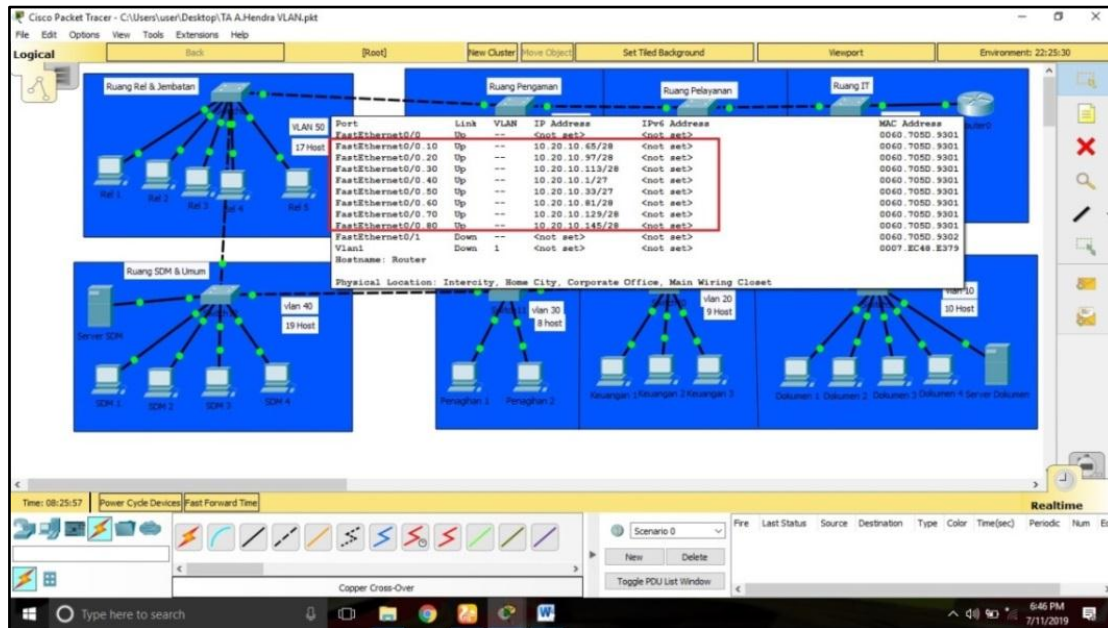 Cisco Packet Tracer - C:\Users\user\Desktop\TA A.Hendra VLAN.pkt
File Edit Options View Tools Extensions Help
Logical
Back
[Root]
New Cluster
Move Object
Set Tiled Background
Viewport
Environment: 22:25:30
Ruang Rel & Jembatan
Ruang Pengaman
Ruang Pelayanan
Ruang IT
VLAN 50
17 Host
Rel 1
Rel 2
Rel 3
Rel 4
Rel 5
Port Link VLAN IP Address IPv6 Address MAC Address
FastEthernet0/0 Up -- <not set> <not set> 0060.705D.9301
FastEthernet0/0.10 Up -- 10.20.10.65/28 <not set> 0060.705D.9301
FastEthernet0/0.20 Up -- 10.20.10.97/28 <not set> 0060.705D.9301
FastEthernet0/0.30 Up -- 10.20.10.113/28 <not set> 0060.705D.9301
FastEthernet0/0.40 Up -- 10.20.10.1/27 <not set> 0060.705D.9301
FastEthernet0/0.50 Up -- 10.20.10.33/27 <not set> 0060.705D.9301
FastEthernet0/0.60 Up -- 10.20.10.81/28 <not set> 0060.705D.9301
FastEthernet0/0.70 Up -- 10.20.10.129/28 <not set> 0060.705D.9301
FastEthernet0/0.80 Up -- 10.20.10.145/28 <not set> 0060.705D.9301
FastEthernet0/1 Down -- <not set> <not set> 0060.705D.9302
Vlan1 Down 1 <not set> <not set> 0007.EC48.E379
Hostname: Router
Physical Location: Intercity, Home City, Corporate Office, Main Wiring Closet
Ruang SDM & Umum
vlan 40
19 Host
Server SDM
SDM 1
SDM 2
SDM 3
SDM 4
vlan 30
8 host
Penagihan 1
Penagihan 2
vlan 20
9 Host
Keuangan 1
Keuangan 2
Keuangan 3
vlan 10
10 Host
Dokumen 1
Dokumen 2
Dokumen 3
Dokumen 4
Server Dokumen
Time: 08:25:57
Power Cycle Devices
Fast Forward Time
Realtime
Scenario 0
New
Delete
Toggle PDU List Window
Fire Last Status Source Destination Type Color Time(sec) Periodic Num
Copper Cross-Over
Type here to search
6:46 PM
7/11/2019